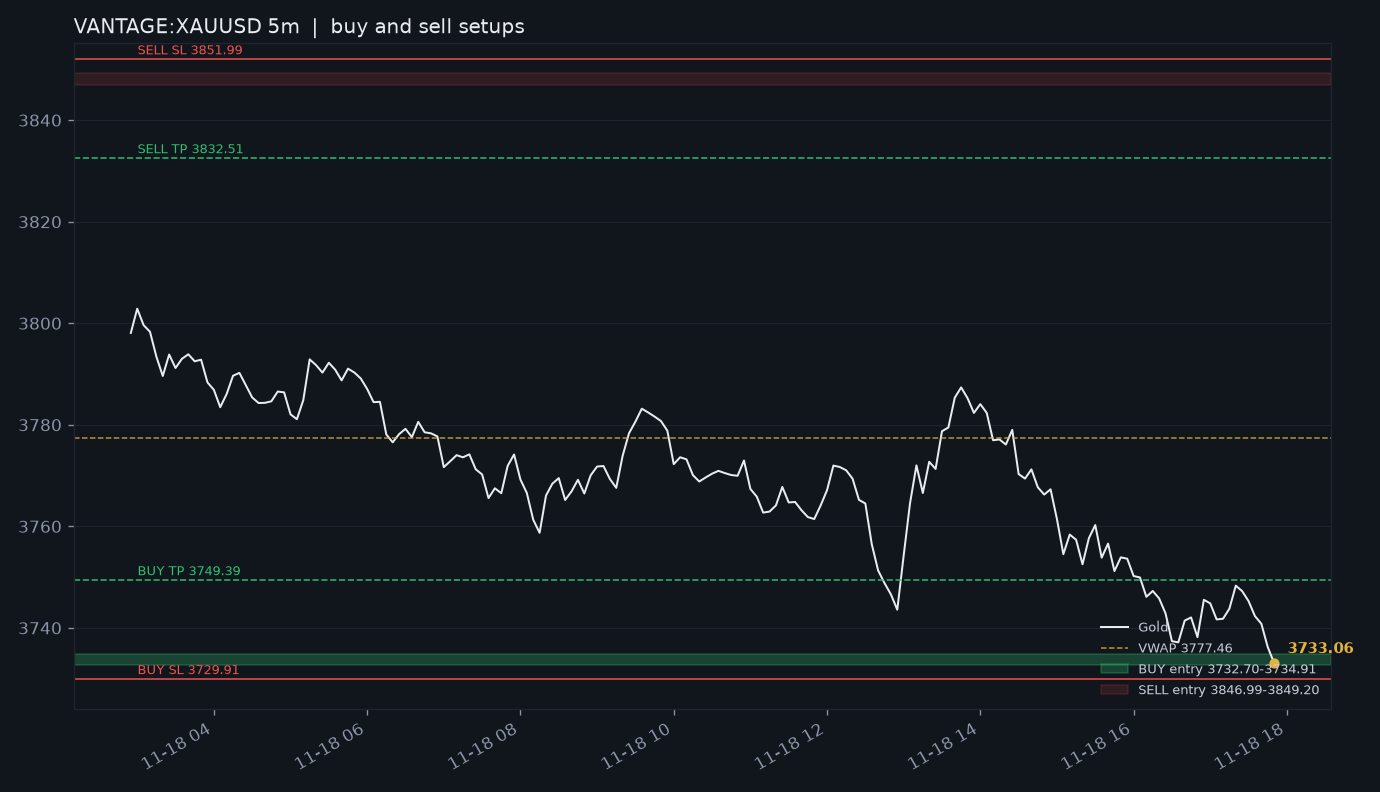 VANTAGE:XAUUSD 5m | buy and sell setups
SELL SL 3851.99
3840
SELL TP 3832.51
3820
3800
3780
3760
BUY TP 3749.39
3740
Gold
VWAP 3777.46
3733.06
BUY SL 3729.91
BUY entry 3732.70-3734.91
SELL entry 3846.99-3849.20
11-18 04
11-18 06
11-18 08
11-18 10
11-18 12
11-18 14
11-18 16
11-18 18